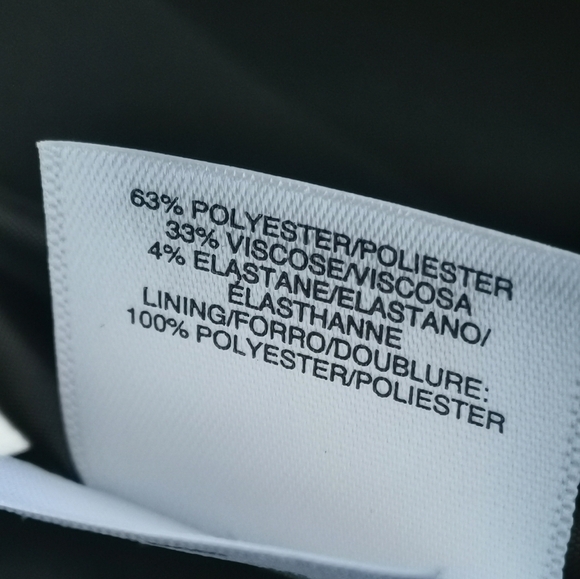 63% POLYESTER/POLIESTER
33% VISCOSE/VISCOSA
4% ELASTANE/ELASTANO/
ÉLASTHANNE
LINING/FORRO/DOUBLURE:
100% POLYESTER/POLIESTER